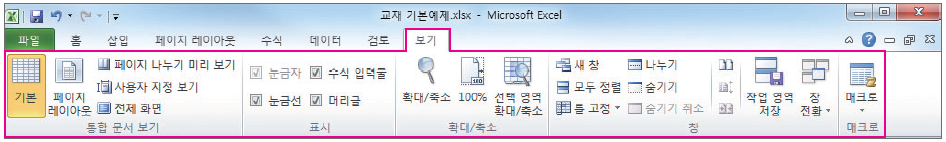 교재 기본예제.xlsx - Microsoft Excel
파일 홈 삽입 페이지 레이아웃 수식 데이터 검토 보기
기본
페이지 레이아웃
페이지 나누기 미리 보기
사용자 지정 보기
전체 화면
통합 문서 보기
눈금자 수식 입력줄
눈금선 머리글
표시
확대/축소
100%
선택 영역 확대/축소
확대/축소
새 창
모두 정렬
틀 고정
나누기
숨기기
숨기기 취소
작업 영역 저장
창 전환
창
매크로
매크로